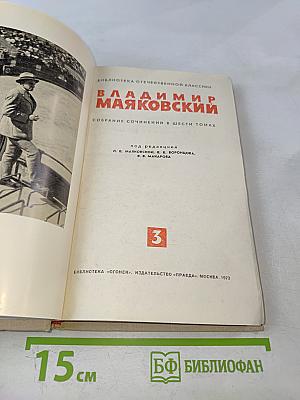 БИБЛИОТЕКА ОТЕЧЕСТВЕННОЙ КЛАССИКИ
ВЛАДИМИР
МАЯКОВСКИЙ
СОБРАНИЕ СОЧИНЕНИЙ В ШЕСТИ ТОМАХ
под редакцией
Л. В. МАЯКОВСКОЙ, В. В. ВОРОНЦОВА,
В. В. МАКАРОВА
3
БИБЛИОТЕКА «ОГОНЕК». ИЗДАТЕЛЬСТВО «ПРАВДА». МОСКВА. 1973
15 см
БФ БИБЛИОФАН